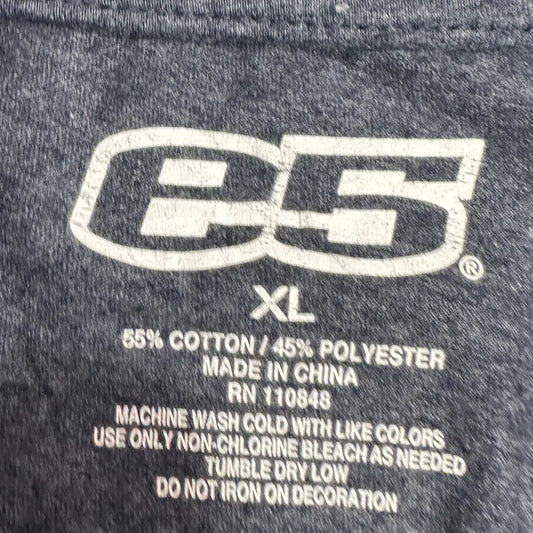 e5®
XL
55% COTTON / 45% POLYESTER
MADE IN CHINA
RN 110848
MACHINE WASH COLD WITH LIKE COLORS
USE ONLY NON-CHLORINE BLEACH AS NEEDED
TUMBLE DRY LOW
DO NOT IRON ON DECORATION